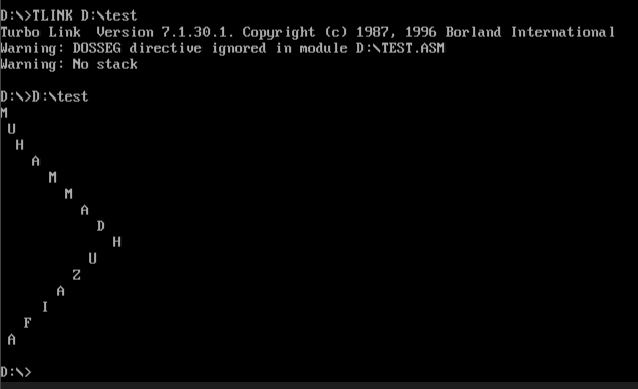 D:\>TLINK D:\test
Turbo Link  Version 7.1.30.1. Copyright (c) 1987, 1996 Borland International
Warning: DOSSEG directive ignored in module D:\TEST.ASM
Warning: No stack
D:\>D:\test
M
U
H
A
M
M
A
D
H
U
Z
A
I
F
A
D:\>